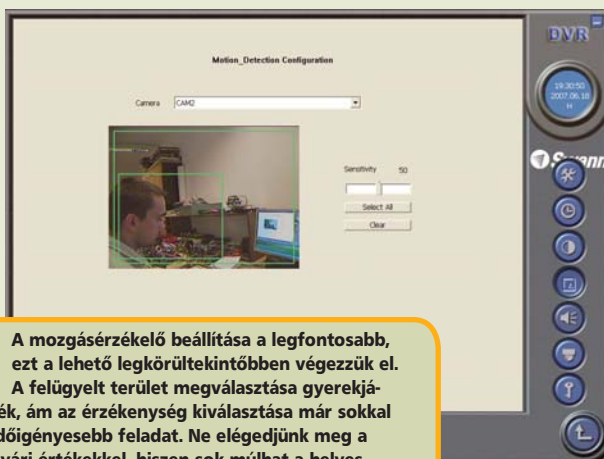 DVR
Motion_Detection Configuration
Camera CAM2
19:30:50
2007.06.18
M
Swann
Sensitivity 50
Select All
Clear
A mozgásérzékelő beállítása a legfontosabb,
ezt a lehető legkörültekintőbben végezzük el.
A felügyelt terület megválasztása gyerekjá-
ék, ám az érzékenység kiválasztása már sokkal
dőigényesebb feladat. Ne elégedjünk meg a